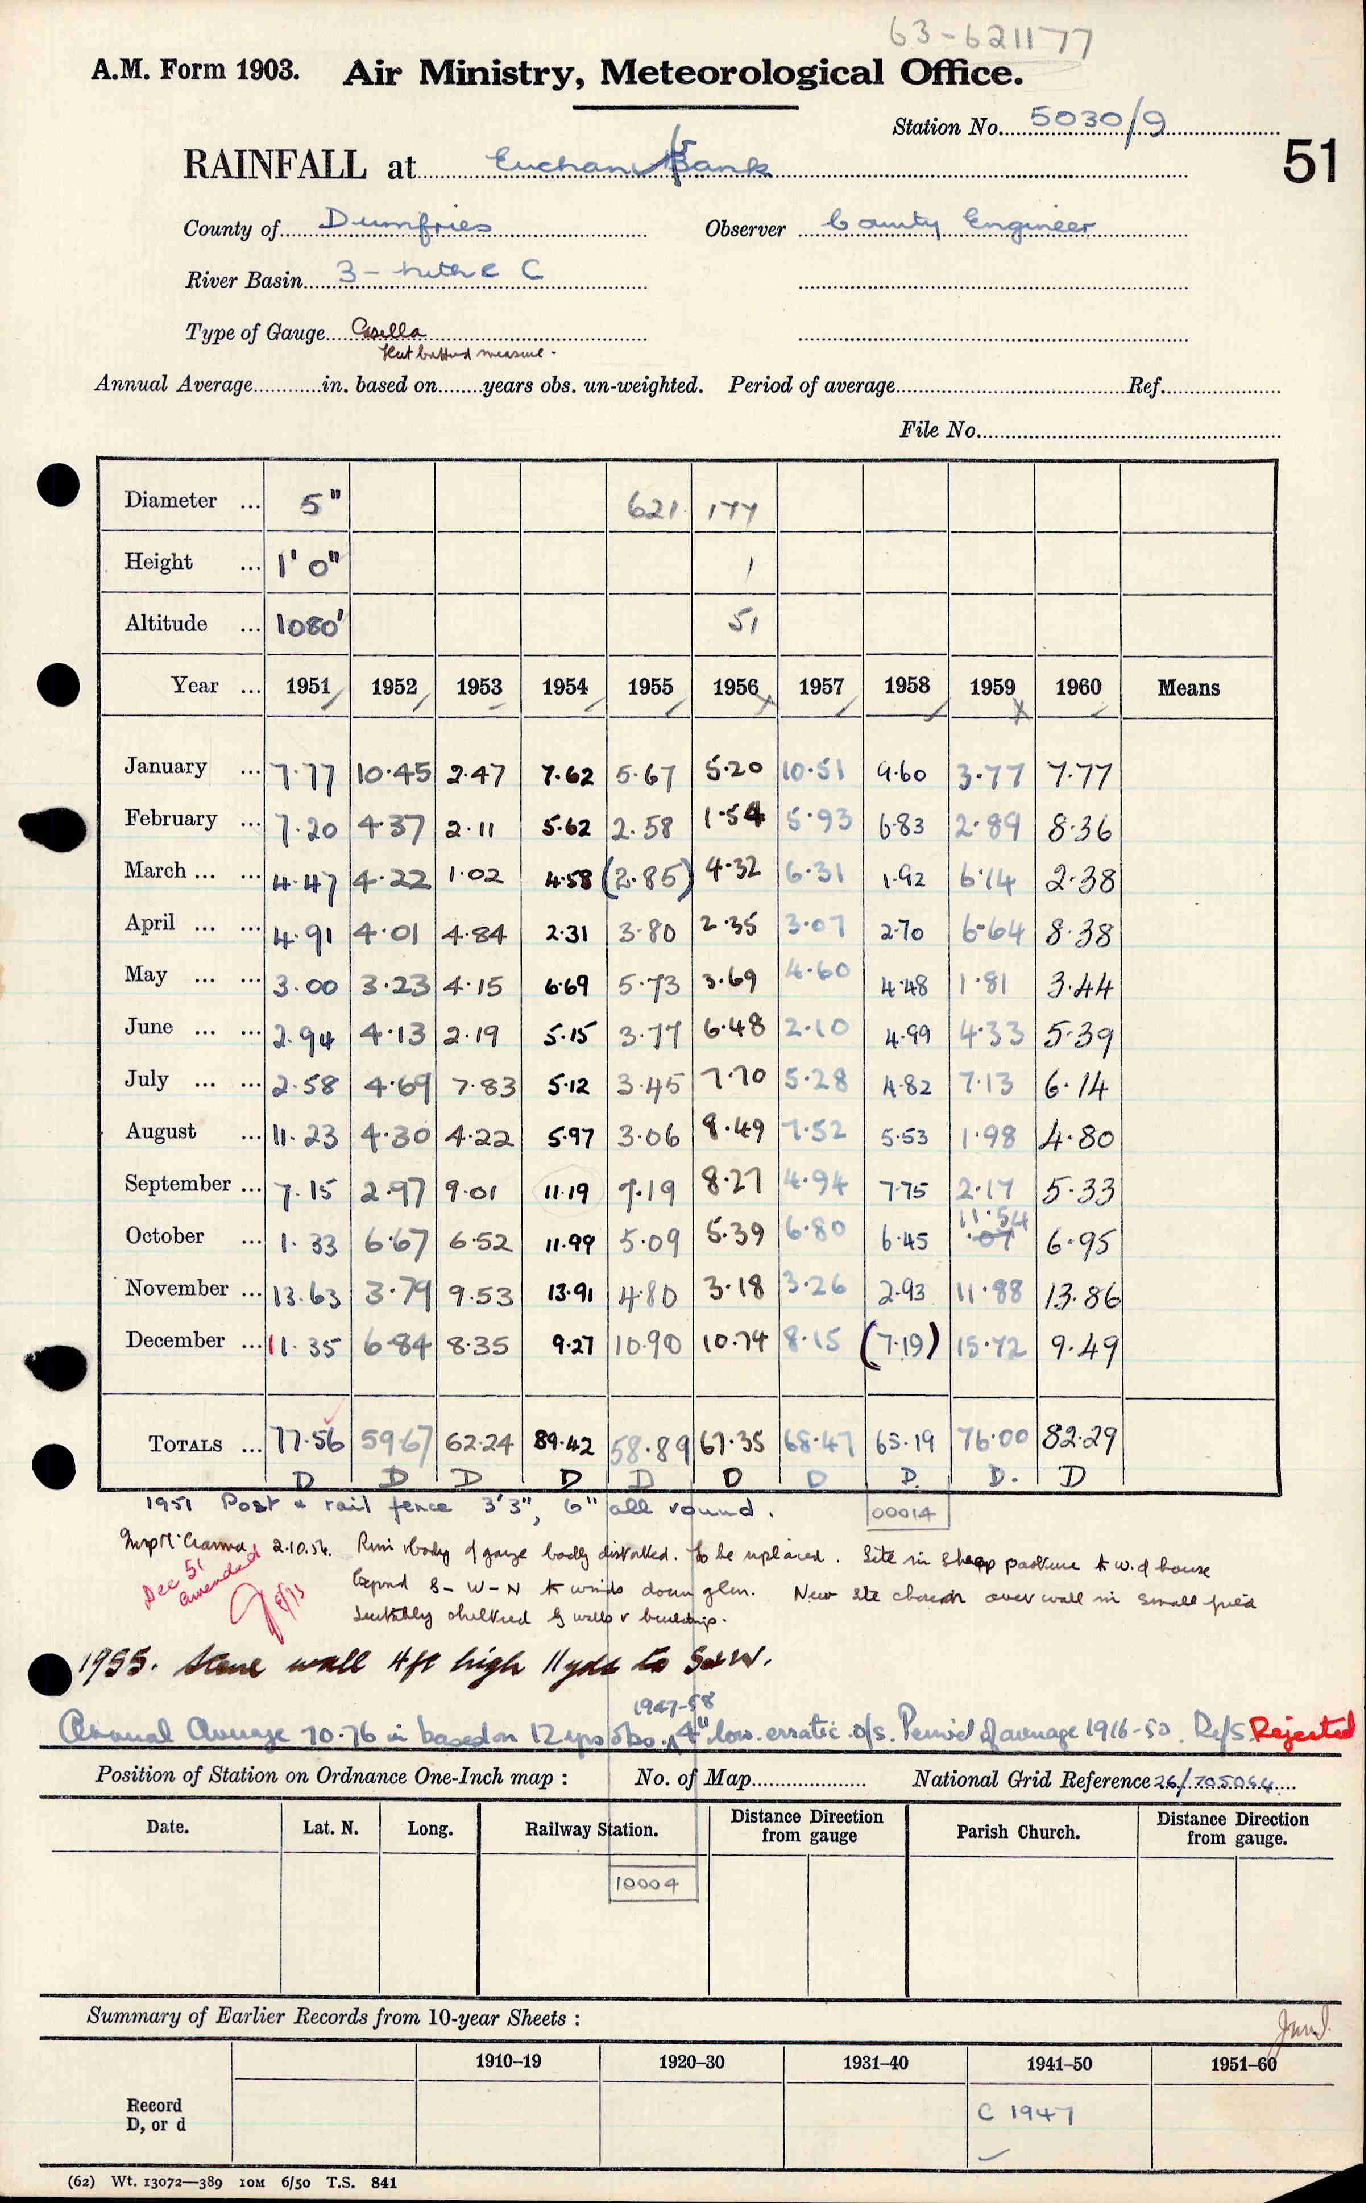 63-621177
A.M. Form 1903. Air Ministry, Meteorological Office.
Station No. 5030/9
51
RAINFALL at Euchan Bank
County of Dumfries Observer County Engineer
River Basin 3 - Nith C
Type of Gauge Casella
Flat bottomed measure.
Annual Average in. based on years obs. un-weighted. Period of average Ref.
File No.
Diameter ... 5" 621 177
Height ... 1' 0" 1
Altitude ... 1080' 51
Year ... 1951 1952 1953 1954 1955 1956 1957 1958 1959 1960 Means
January ... 7.77 10.45 2.47 7.62 5.67 5.20 10.51 9.60 3.77 7.77
February ... 7.20 4.37 2.11 5.62 2.58 1.54 5.93 6.83 2.89 8.36
March ... ... 4.47 4.22 1.02 4.58 (2.85) 4.32 6.31 1.92 6.14 2.38
April ... ... 4.91 4.01 4.84 2.31 3.80 2.35 3.07 2.70 6.64 8.38
May ... ... 3.00 3.23 4.15 6.69 5.73 3.69 4.60 4.48 1.81 3.44
June ... ... 2.94 4.13 2.19 5.15 3.77 6.48 2.10 4.99 4.33 5.39
July ... ... 2.58 4.69 7.83 5.12 3.45 7.70 5.28 4.82 7.13 6.14
August ... 11.23 4.30 4.22 5.97 3.06 8.49 7.52 5.53 1.98 4.80
September ... 7.15 2.97 9.01 11.19 7.19 8.27 4.94 7.75 2.17 5.33
11.54
October ... 1.33 6.67 6.52 11.99 5.09 5.39 6.80 6.45 .07 6.95
November ... 13.63 3.79 9.53 13.91 4.80 3.18 3.26 2.93 11.88 13.86
December ... 11.35 6.84 8.35 9.27 10.90 10.74 8.15 (7.19) 15.72 9.49
TOTALS ... 77.56 59.67 62.24 89.42 58.89 67.35 68.47 65.19 76.00 82.29
D D D D D D D D. D. D
1951 Post & rail fence 3'3", 6" all round.
00014
2.10.54. Rim & body of gauge badly distorted. To be replaced. Site in sheep pasture to W. of house
Dec 51 amended
Exposed S - W - N to winds down glen. New site chosen over wall in small field
suitably sheltered by walls & buildings.
1955. Stone wall 4ft high 11yds to S & W.
1947-58
Annual Average 70.76 in based on 12 yrs obs. 4" low. erratic o/s. Period of average 1916-50. Ref S. Rejected
Position of Station on Ordnance One-Inch map : No. of Map National Grid Reference 26/705064
Date. Lat. N. Long. Railway Station. Distance Direction from gauge Parish Church. Distance Direction from gauge.
10004
Summary of Earlier Records from 10-year Sheets :
1910–19 1920–30 1931–40 1941–50 1951–60
Record
D, or d
C 1947
(62) Wt. 13072—389 10M 6/50 T.S. 841